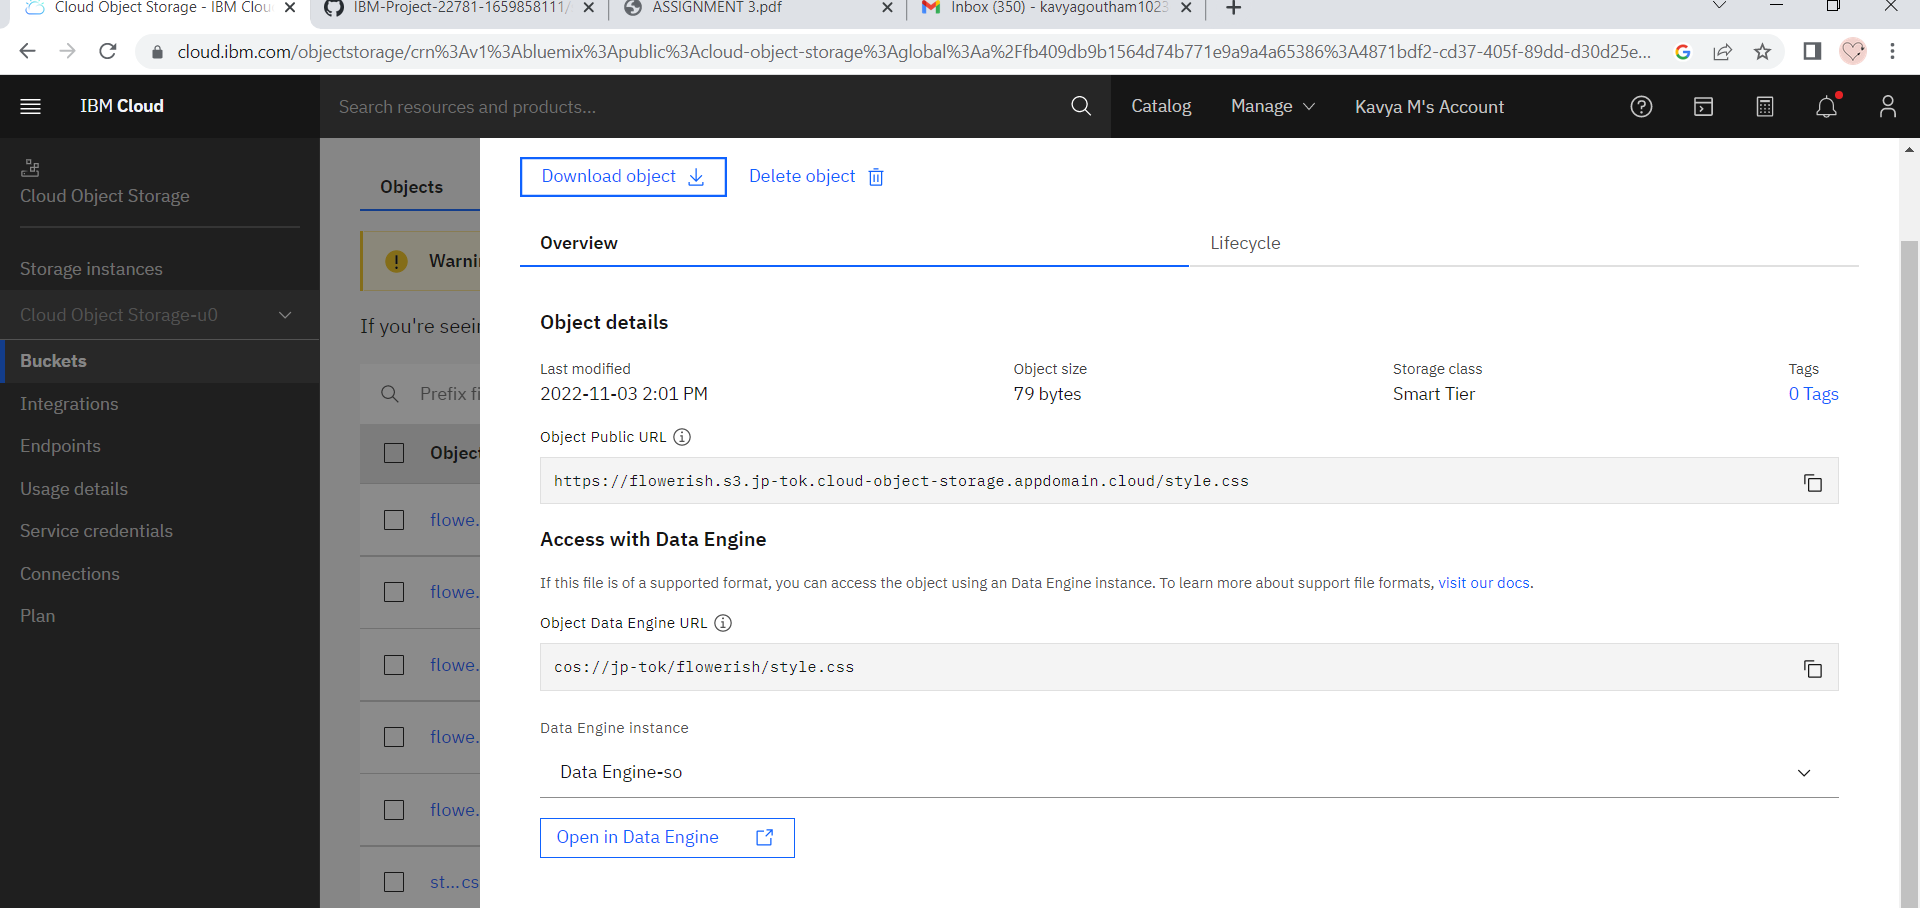 Cloud Object Storage - IBM Clou
IBM-Project-22781-1659858111/
ASSIGNMENT 3.pdf
Inbox (350) - kavyagoutham1023
cloud.ibm.com/objectstorage/crn%3Av1%3Abluemix%3Apublic%3Acloud-object-storage%3Aglobal%3Aa%2Ffb409db9b1564d74b771e9a9a4a65386%3A4871bdf2-cd37-405f-89dd-d30d25e...
IBM Cloud
Search resources and products...
Catalog
Manage
Kavya M's Account
Cloud Object Storage
Storage instances
Cloud Object Storage-u0
Buckets
Integrations
Endpoints
Usage details
Service credentials
Connections
Plan
Objects
Warni
If you're seei
Prefix fi
Object
flowe.
flowe.
flowe.
flowe.
flowe.
st...cs
Download object
Delete object
Overview
Lifecycle
Object details
Last modified
2022-11-03 2:01 PM
Object size
79 bytes
Storage class
Smart Tier
Tags
0 Tags
Object Public URL
https://flowerish.s3.jp-tok.cloud-object-storage.appdomain.cloud/style.css
Access with Data Engine
If this file is of a supported format, you can access the object using an Data Engine instance. To learn more about support file formats, visit our docs.
Object Data Engine URL
cos://jp-tok/flowerish/style.css
Data Engine instance
Data Engine-so
Open in Data Engine